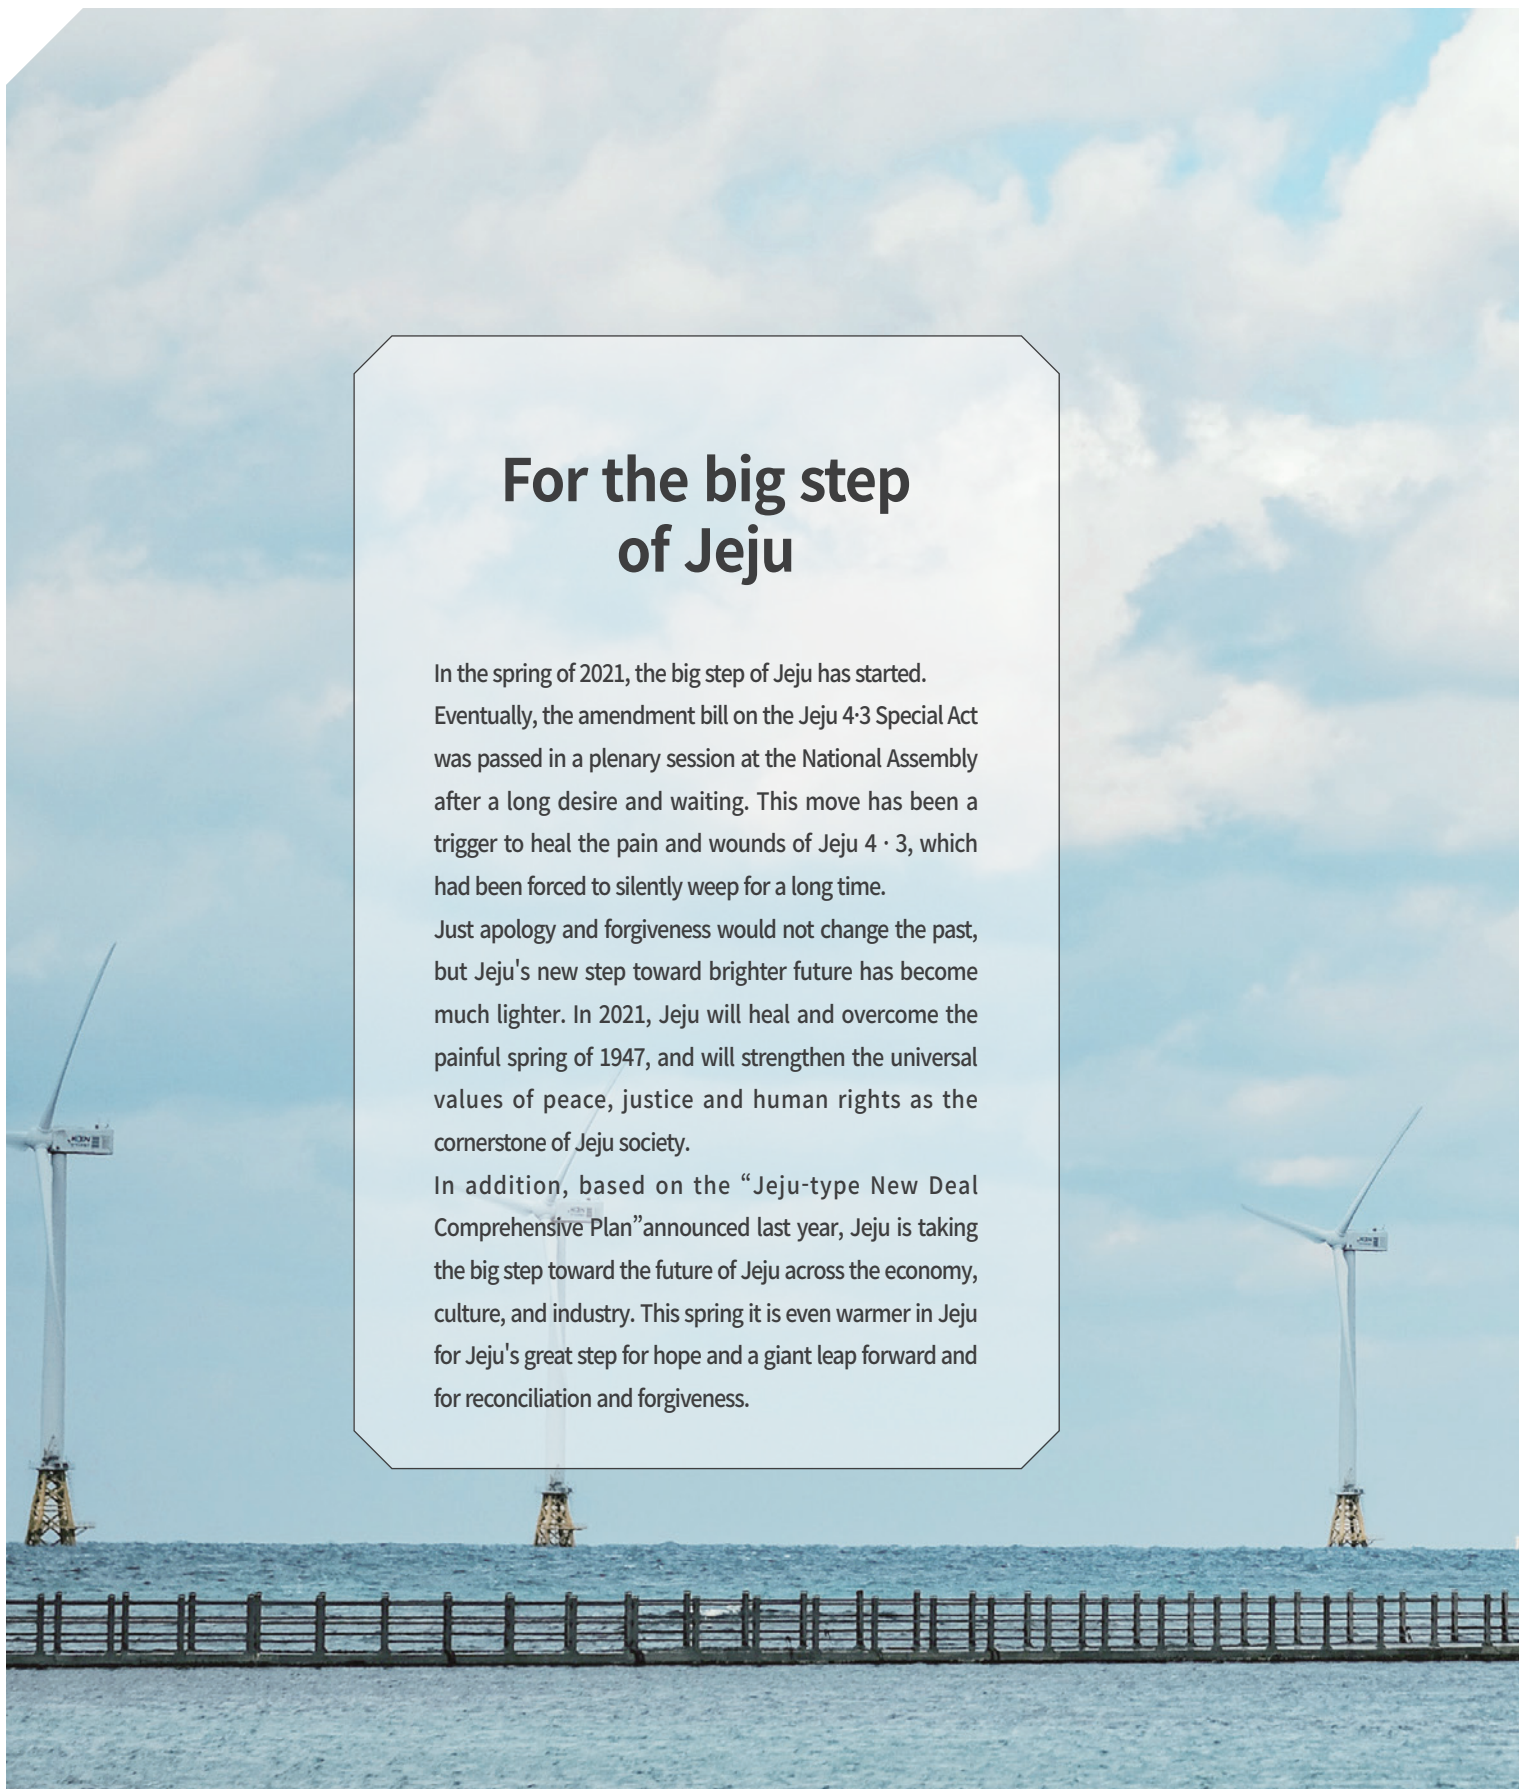 For the big step
of Jeju
In the spring of 2021, the big step of Jeju has started.
Eventually, the amendment bill on the Jeju 4·3 Special Act
was passed in a plenary session at the National Assembly
after a long desire and waiting. This move has been a
trigger to heal the pain and wounds of Jeju 4 · 3, which
had been forced to silently weep for a long time.
Just apology and forgiveness would not change the past,
but Jeju's new step toward brighter future has become
much lighter. In 2021, Jeju will heal and overcome the
painful spring of 1947, and will strengthen the universal
values of peace, justice and human rights as the
cornerstone of Jeju society.
In addition, based on the “Jeju-type New Deal
Comprehensive Plan”announced last year, Jeju is taking
the big step toward the future of Jeju across the economy,
culture, and industry. This spring it is even warmer in Jeju
for Jeju's great step for hope and a giant leap forward and
for reconciliation and forgiveness.